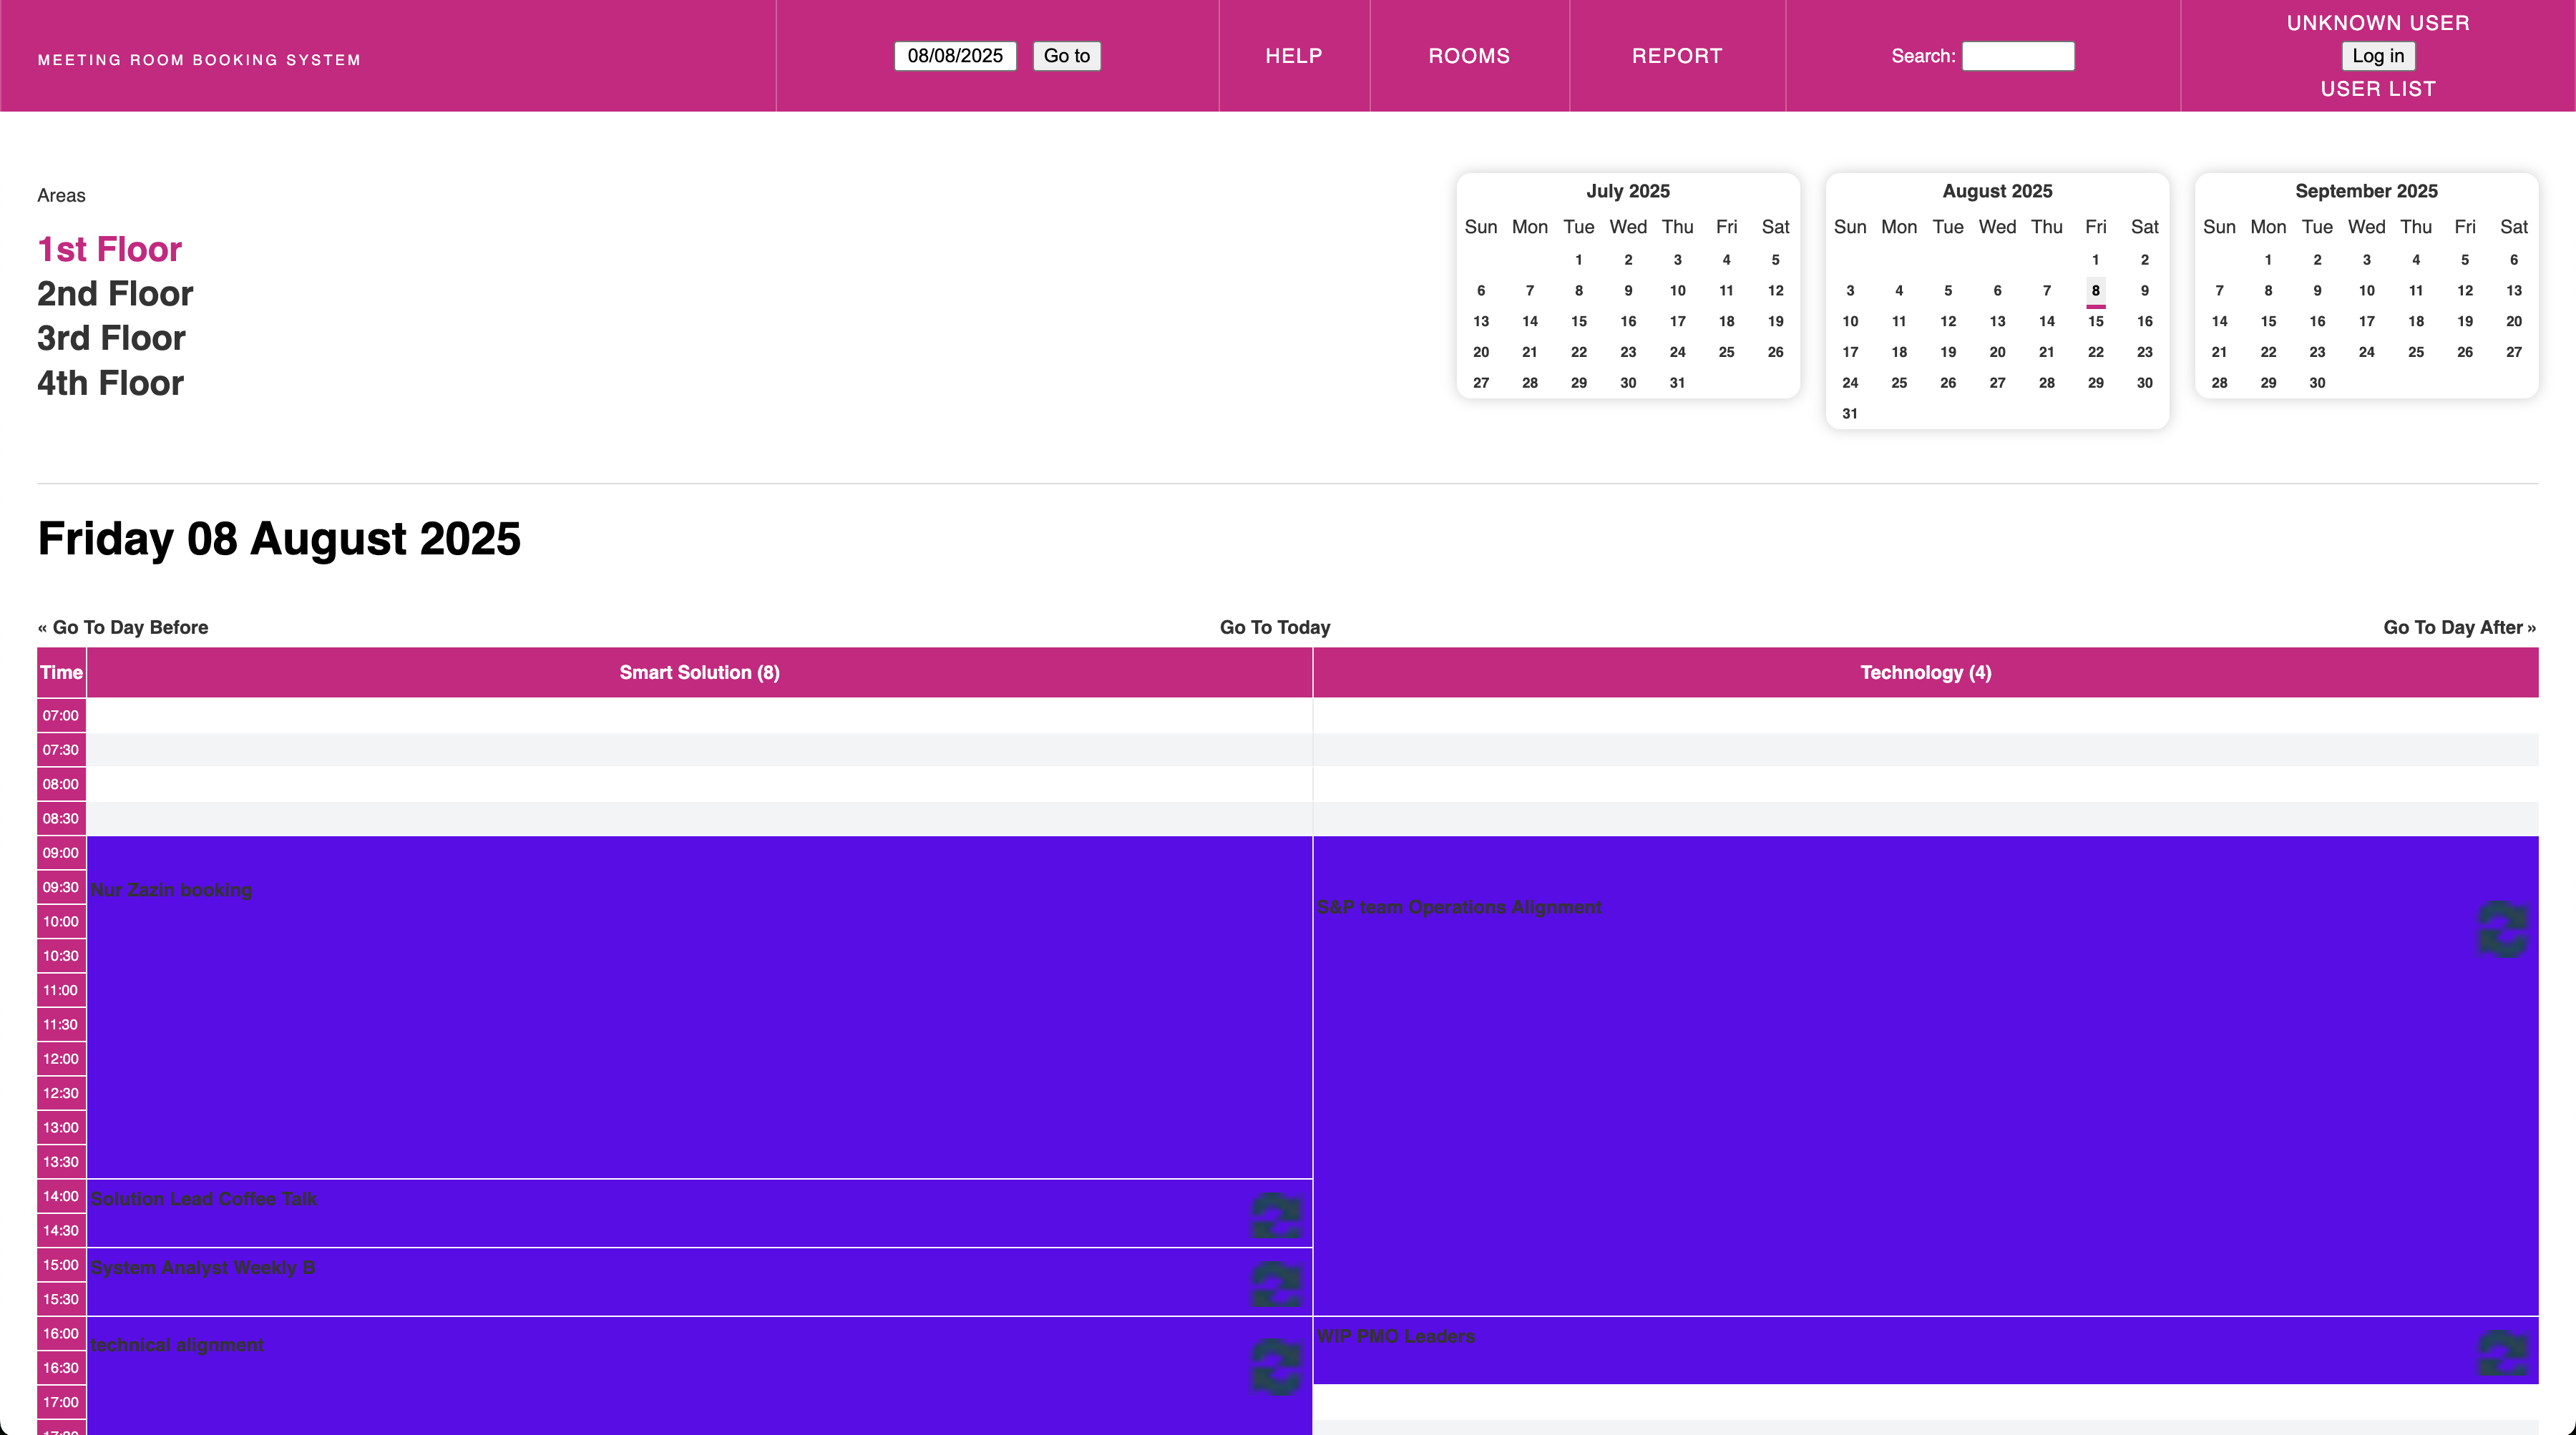 MEETING ROOM BOOKING SYSTEM
08/08/2025 Go to
HELP
ROOMS
REPORT
Search:
UNKNOWN USER
Log in
USER LIST
Areas
1st Floor
2nd Floor
3rd Floor
4th Floor
July 2025
Sun Mon Tue Wed Thu Fri Sat
1 2 3 4 5
6 7 8 9 10 11 12
13 14 15 16 17 18 19
20 21 22 23 24 25 26
27 28 29 30 31
August 2025
Sun Mon Tue Wed Thu Fri Sat
1 2
3 4 5 6 7 8 9
10 11 12 13 14 15 16
17 18 19 20 21 22 23
24 25 26 27 28 29 30
31
September 2025
Sun Mon Tue Wed Thu Fri Sat
1 2 3 4 5 6
7 8 9 10 11 12 13
14 15 16 17 18 19 20
21 22 23 24 25 26 27
28 29 30
Friday 08 August 2025
« Go To Day Before
Go To Today
Go To Day After »
Time Smart Solution (8) Technology (4)
07:00
07:30
08:00
08:30
09:00
09:30 Nur Zazin booking
S&P team Operations Alignment
10:00
10:30
11:00
11:30
12:00
12:30
13:00
13:30
14:00 Solution Lead Coffee Talk
14:30
15:00 System Analyst Weekly B
15:30
16:00 technical alignment WIP PMO Leaders
16:30
17:00